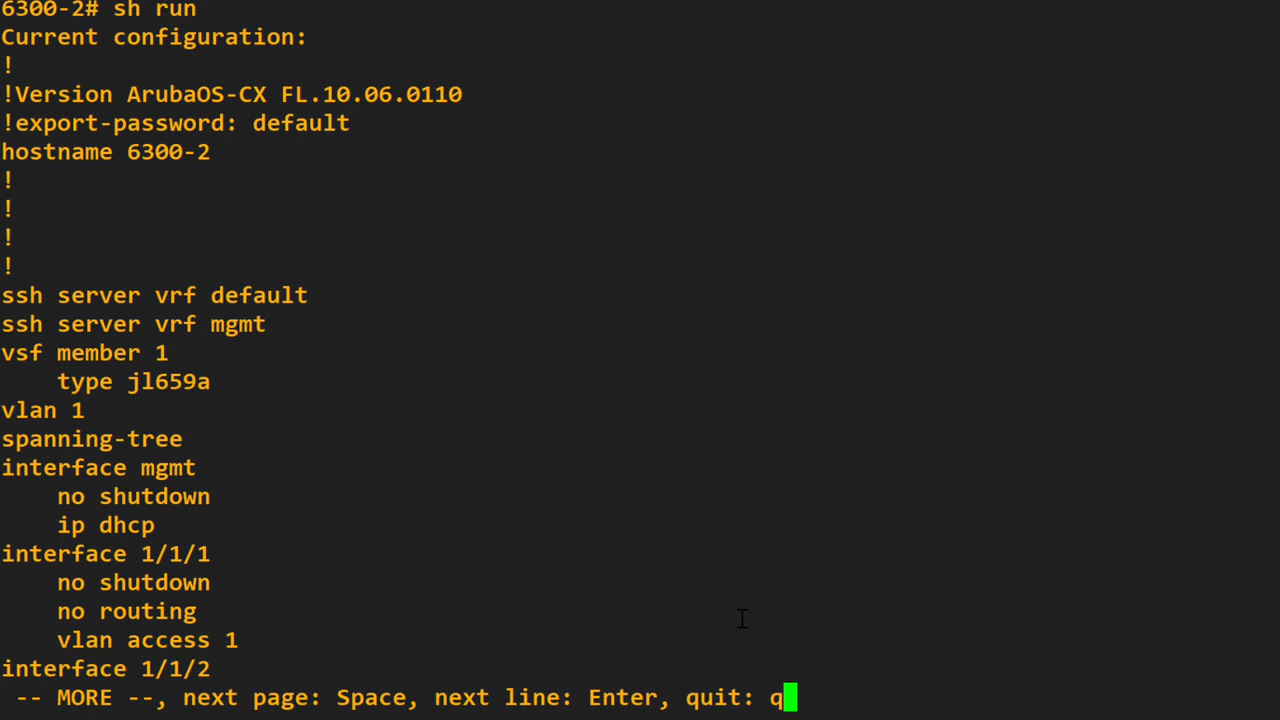 6300-2# sh run
Current configuration:
!
!Version ArubaOS-CX FL.10.06.0110
!export-password: default
hostname 6300-2
!
!
!
!
ssh server vrf default
ssh server vrf mgmt
vsf member 1
    type jl659a
vlan 1
spanning-tree
interface mgmt
    no shutdown
    ip dhcp
interface 1/1/1
    no shutdown
    no routing
    vlan access 1
interface 1/1/2
 -- MORE --, next page: Space, next line: Enter, quit: q